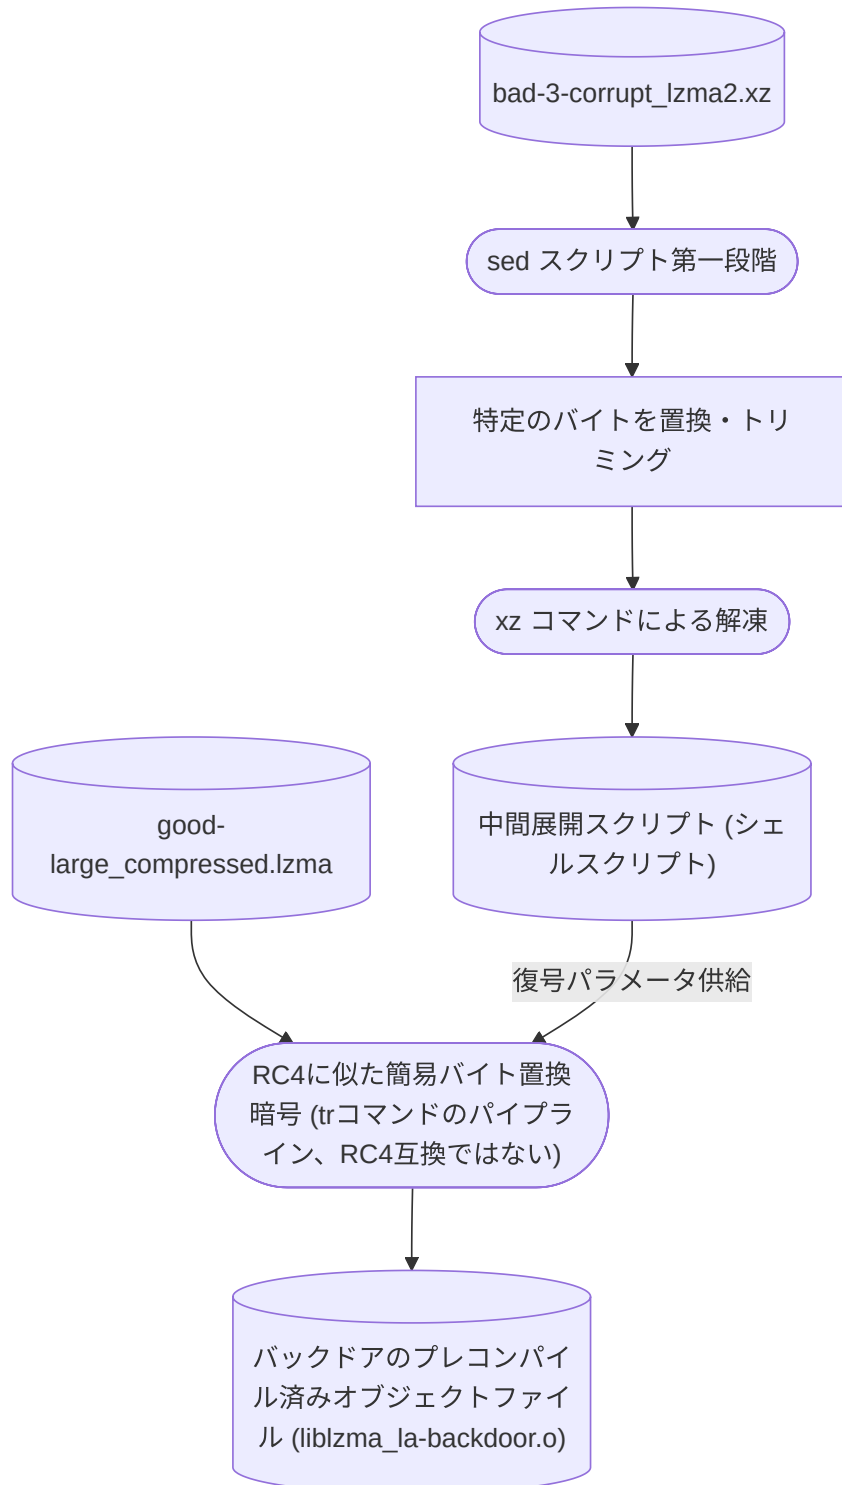 bad-3-corrupt_lzma2.xz
sed スクリプト第一段階
特定のバイトを置換・トリ
ミング
xz コマンドによる解凍
good-
large_compressed.lzma
中間展開スクリプト (シェ
ルスクリプト)
復号パラメータ供給
RC4に似た簡易バイト置換
暗号 (trコマンドのパイプラ
イン、RC4互換ではない)
バックドアのプレコンパイ
ル済みオブジェクトファイ
ル (liblzma_la-backdoor.o)